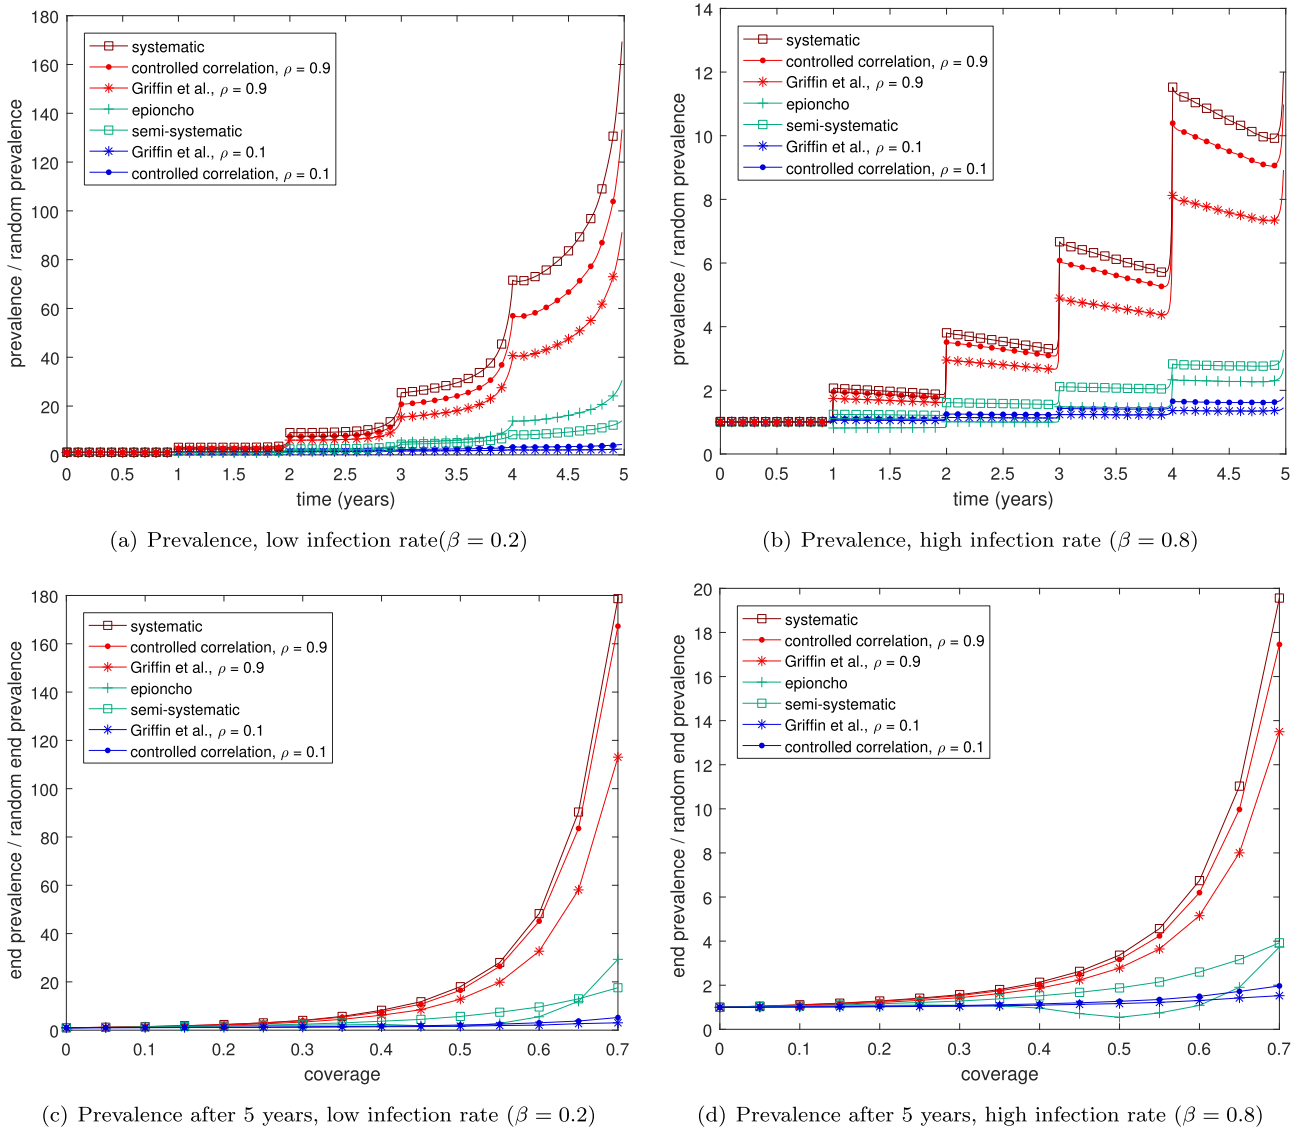 180
160
140
120
100
80
60
40
20
0
prevalence / random prevalence
systematic
controlled correlation, ρ = 0.9
Griffin et al., ρ = 0.9
epioncho
semi-systematic
Griffin et al., ρ = 0.1
controlled correlation, ρ = 0.1
0 0.5 1 1.5 2 2.5 3 3.5 4 4.5 5
time (years)
(a) Prevalence, low infection rate(β = 0.2)
14
12
10
8
6
4
2
0
prevalence / random prevalence
systematic
controlled correlation, ρ = 0.9
Griffin et al., ρ = 0.9
epioncho
semi-systematic
Griffin et al., ρ = 0.1
controlled correlation, ρ = 0.1
0 0.5 1 1.5 2 2.5 3 3.5 4 4.5 5
time (years)
(b) Prevalence, high infection rate (β = 0.8)
180
160
140
120
100
80
60
40
20
0
end prevalence / random end prevalence
systematic
controlled correlation, ρ = 0.9
Griffin et al., ρ = 0.9
epioncho
semi-systematic
Griffin et al., ρ = 0.1
controlled correlation, ρ = 0.1
0 0.1 0.2 0.3 0.4 0.5 0.6 0.7
coverage
(c) Prevalence after 5 years, low infection rate (β = 0.2)
20
18
16
14
12
10
8
6
4
2
0
end prevalence / random end prevalence
systematic
controlled correlation, ρ = 0.9
Griffin et al., ρ = 0.9
epioncho
semi-systematic
Griffin et al., ρ = 0.1
controlled correlation, ρ = 0.1
0 0.1 0.2 0.3 0.4 0.5 0.6 0.7
coverage
(d) Prevalence after 5 years, high infection rate (β = 0.8)